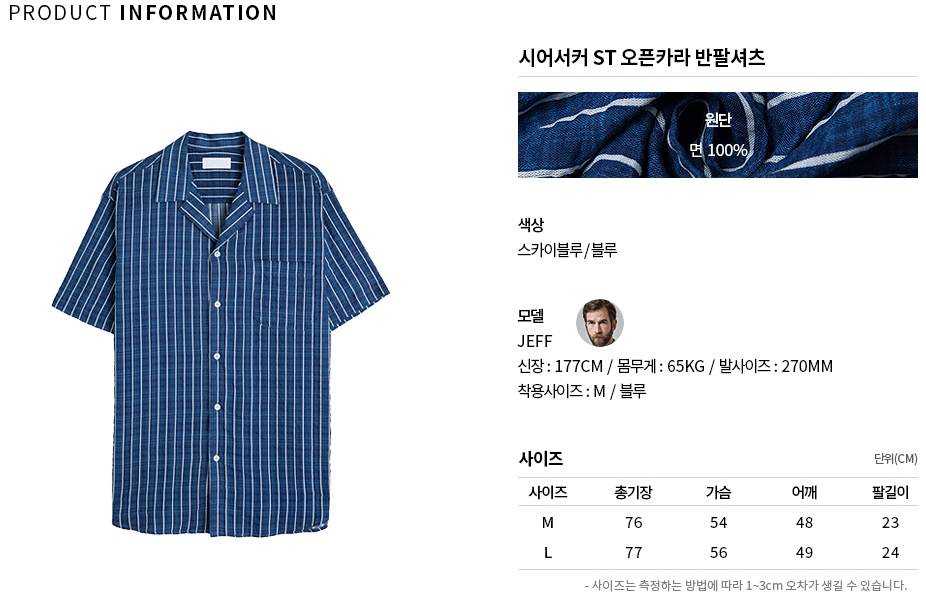 PRODUCT INFORMATION
시어서커 ST 오픈카라 반팔셔츠
원단
면 100%
색상
스카이블루/블루
모델
JEFF
신장 : 177CM / 몸무게 : 65KG / 발사이즈 : 270MM
착용사이즈 : M / 블루
사이즈 단위(CM)
사이즈 총기장 가슴 어깨 팔길이
M 76 54 48 23
L 77 56 49 24
- 사이즈는 측정하는 방법에 따라 1~3cm 오차가 생길 수 있습니다.